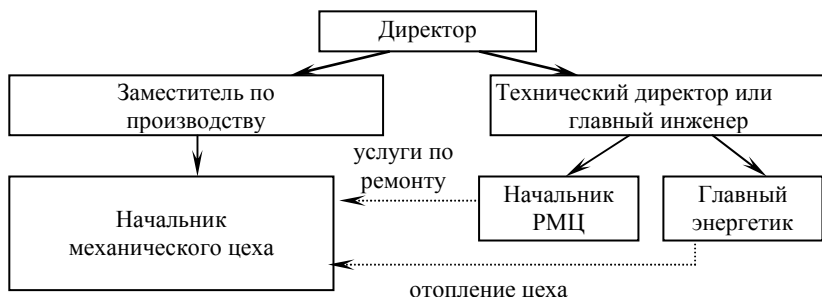 Директор
Заместитель по
производству
Технический директор или
главный инженер
услуги по
ремонту
Начальник
механического цеха
Начальник
РМЦ
Главный
энергетик
отопление цеха